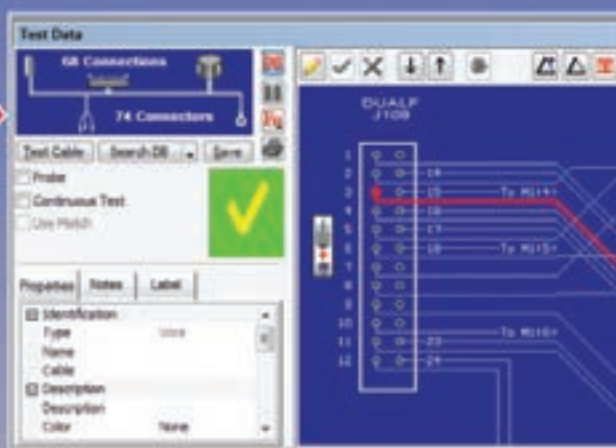 Test Data
68 Connections
74 Connectors
Test Cable
Search DB
Save
Probe
Continuous Test
Use Match
Properties
Notes
Label
Identification
Type
Name
Cable
Description
Description
Color None
DUALP
J109
1
2 14
3 15
4 16
5 17
6 18
7
8
9
10
11 23
12 24